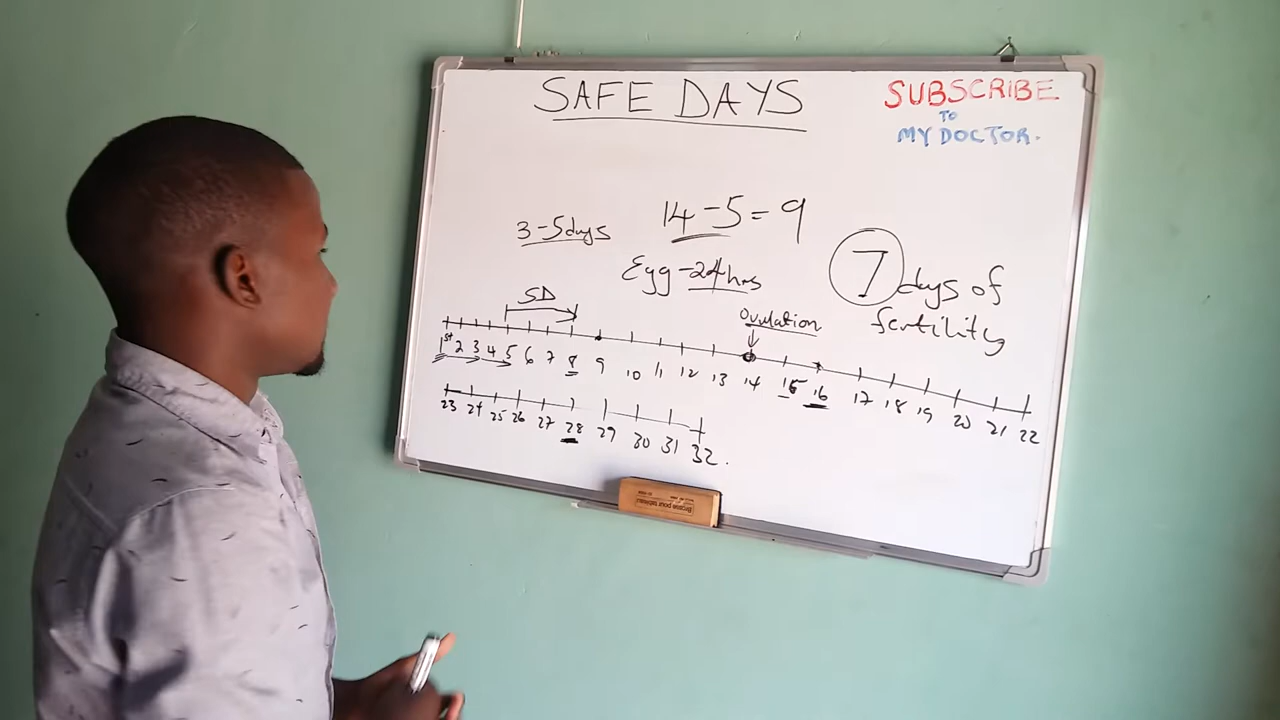 SAFE DAYS
SUBSCRIBE
TO
MY DOCTOR.
14-5=9
3-5days
Egg-24hrs
7 days of
fertility
SD
Ovulation
1st 2 3 4 5 6 7 8 9 10 11 12 13 14 15 16 17 18 19 20 21 22
23 24 25 26 27 28 29 30 31 32.